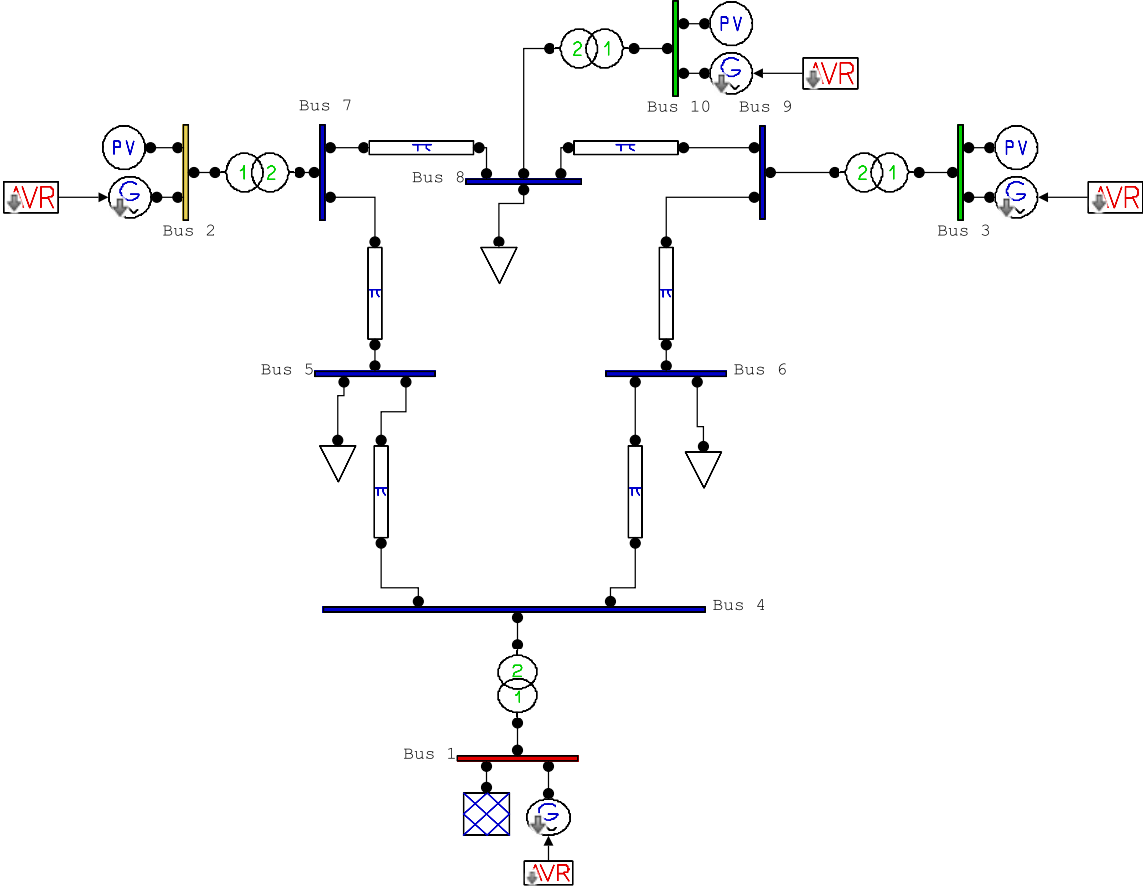 PV
2 1
G
AVR
Bus 10 Bus 9
Bus 7
PV
1 2
π
π
2 1
PV
Bus 8
AVR
G
G
AVR
Bus 2
Bus 3
π
π
Bus 5
Bus 6
π
π
Bus 4
2
1
Bus 1
G
AVR